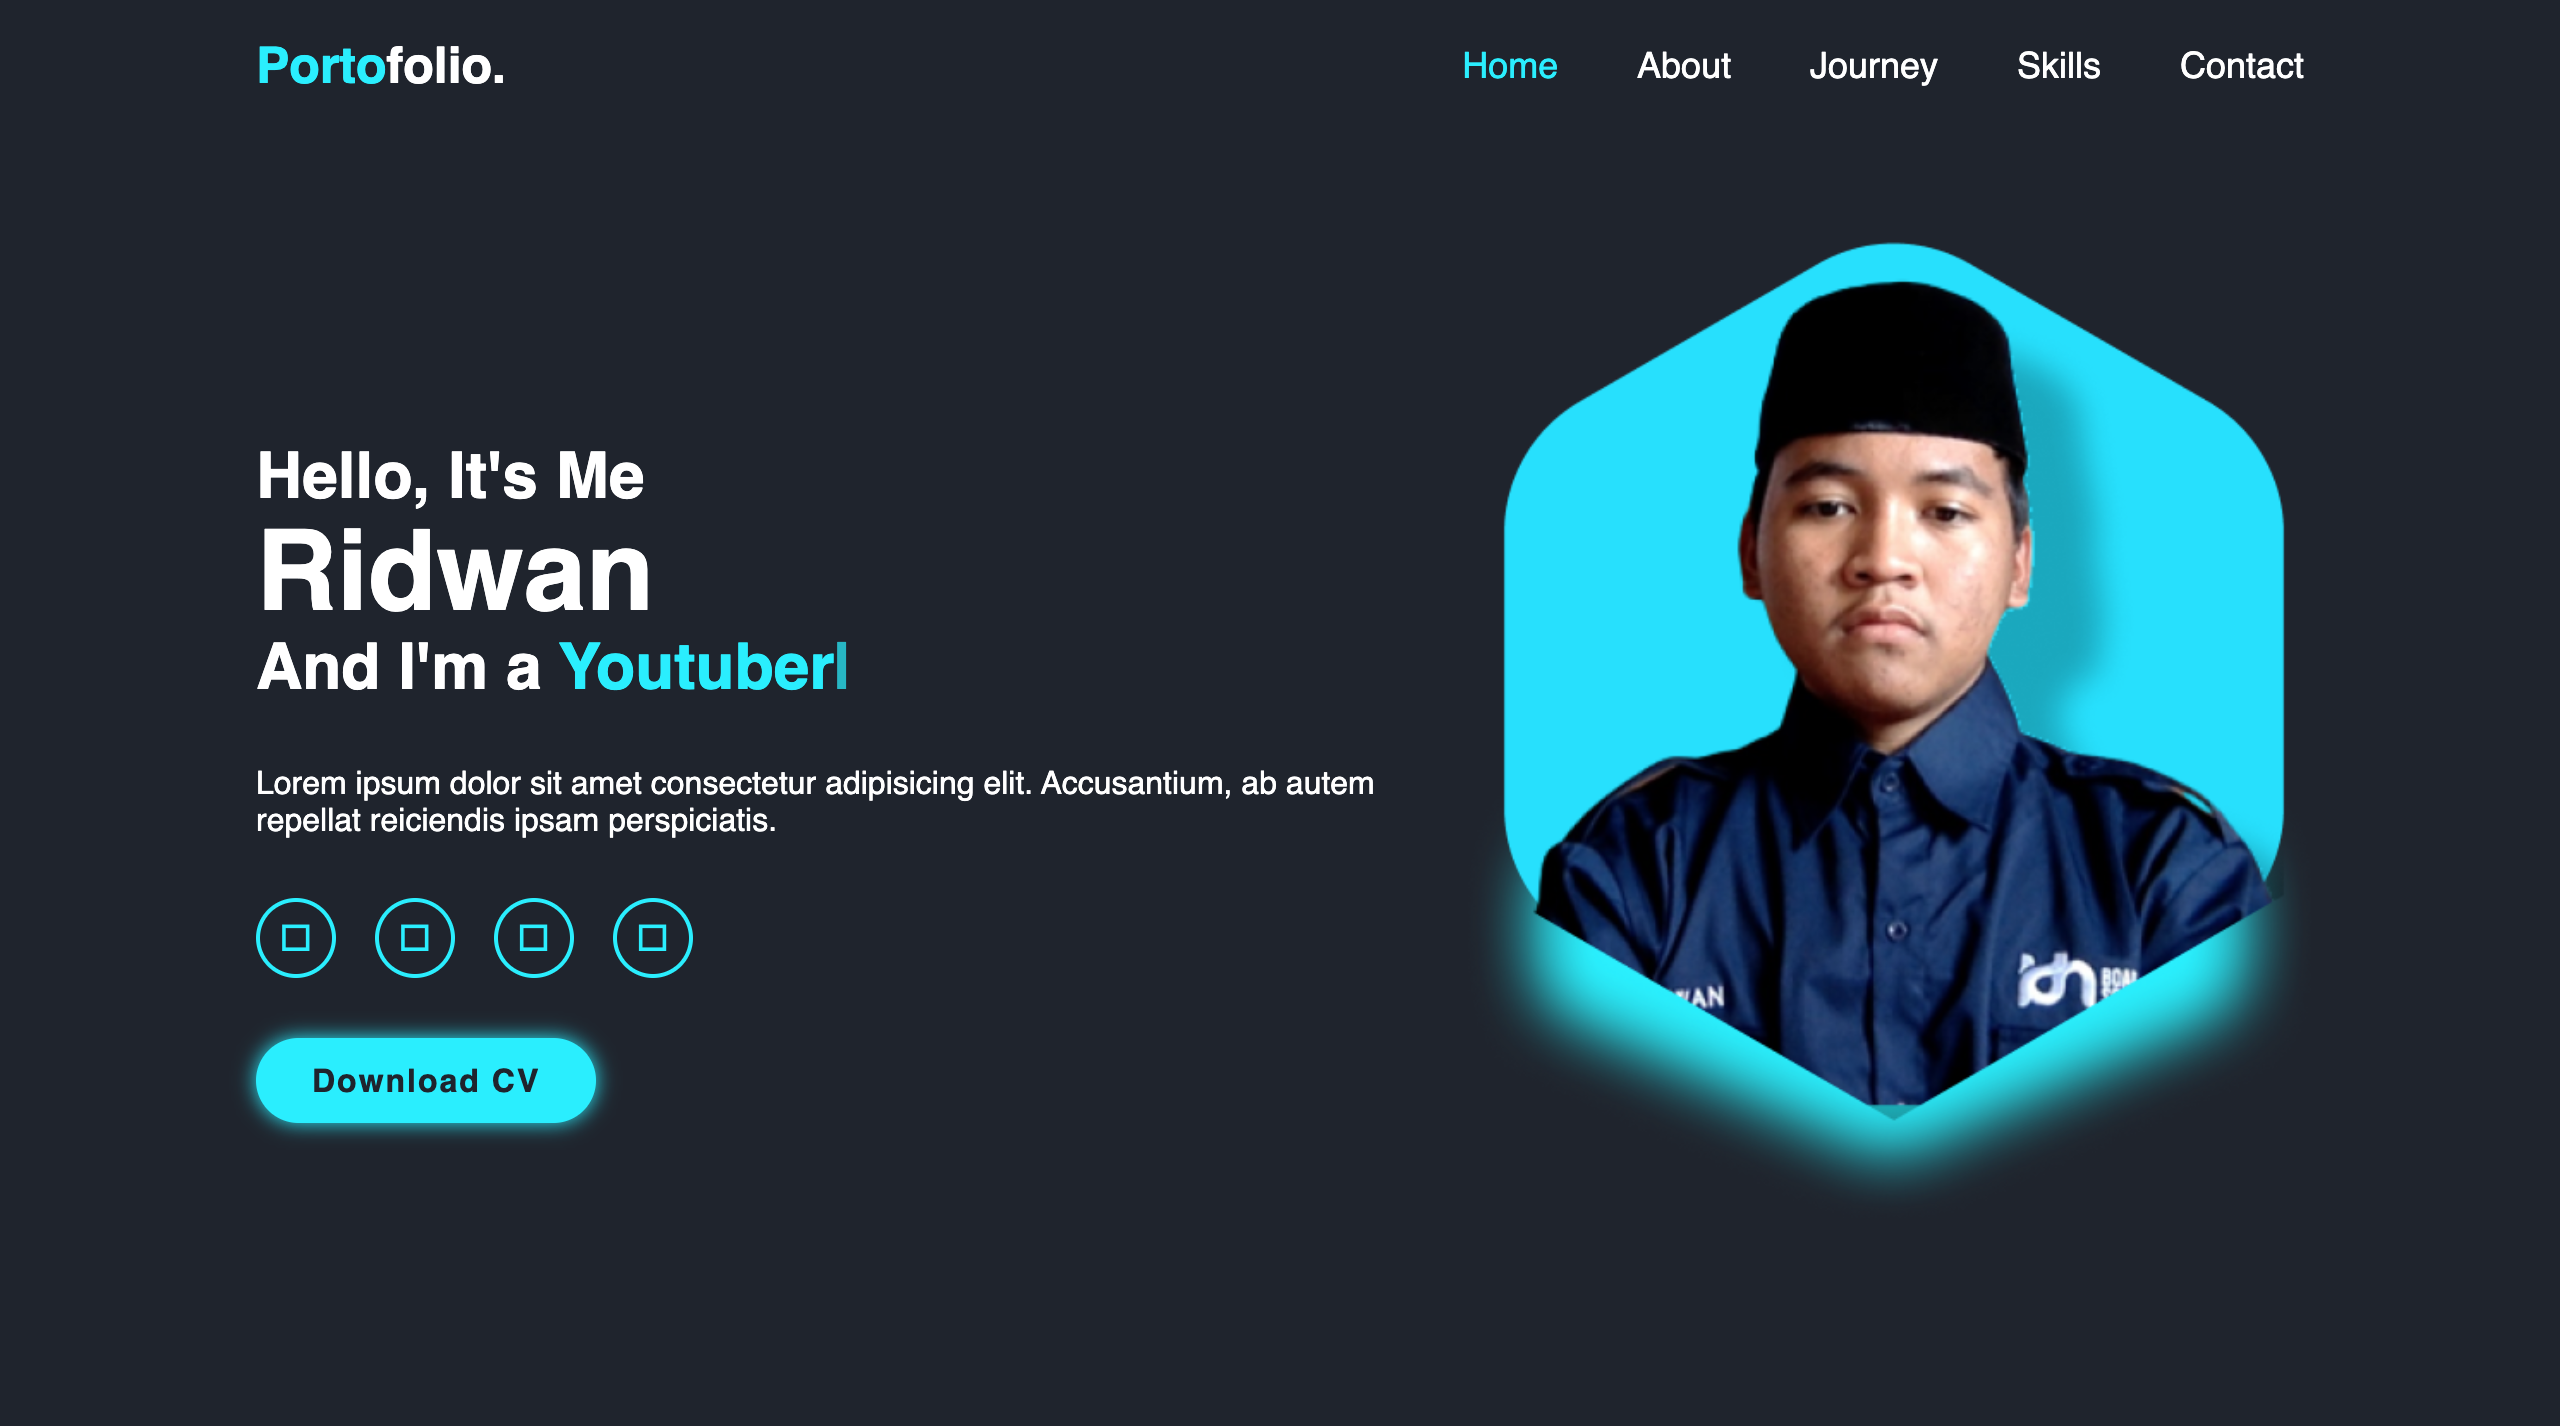 Portofolio.
Home About Journey Skills Contact
Hello, It's Me
Ridwan
And I'm a Youtuber
Lorem ipsum dolor sit amet consectetur adipisicing elit. Accusantium, ab autem
repellat reiciendis ipsam perspiciatis.
Download CV
idn